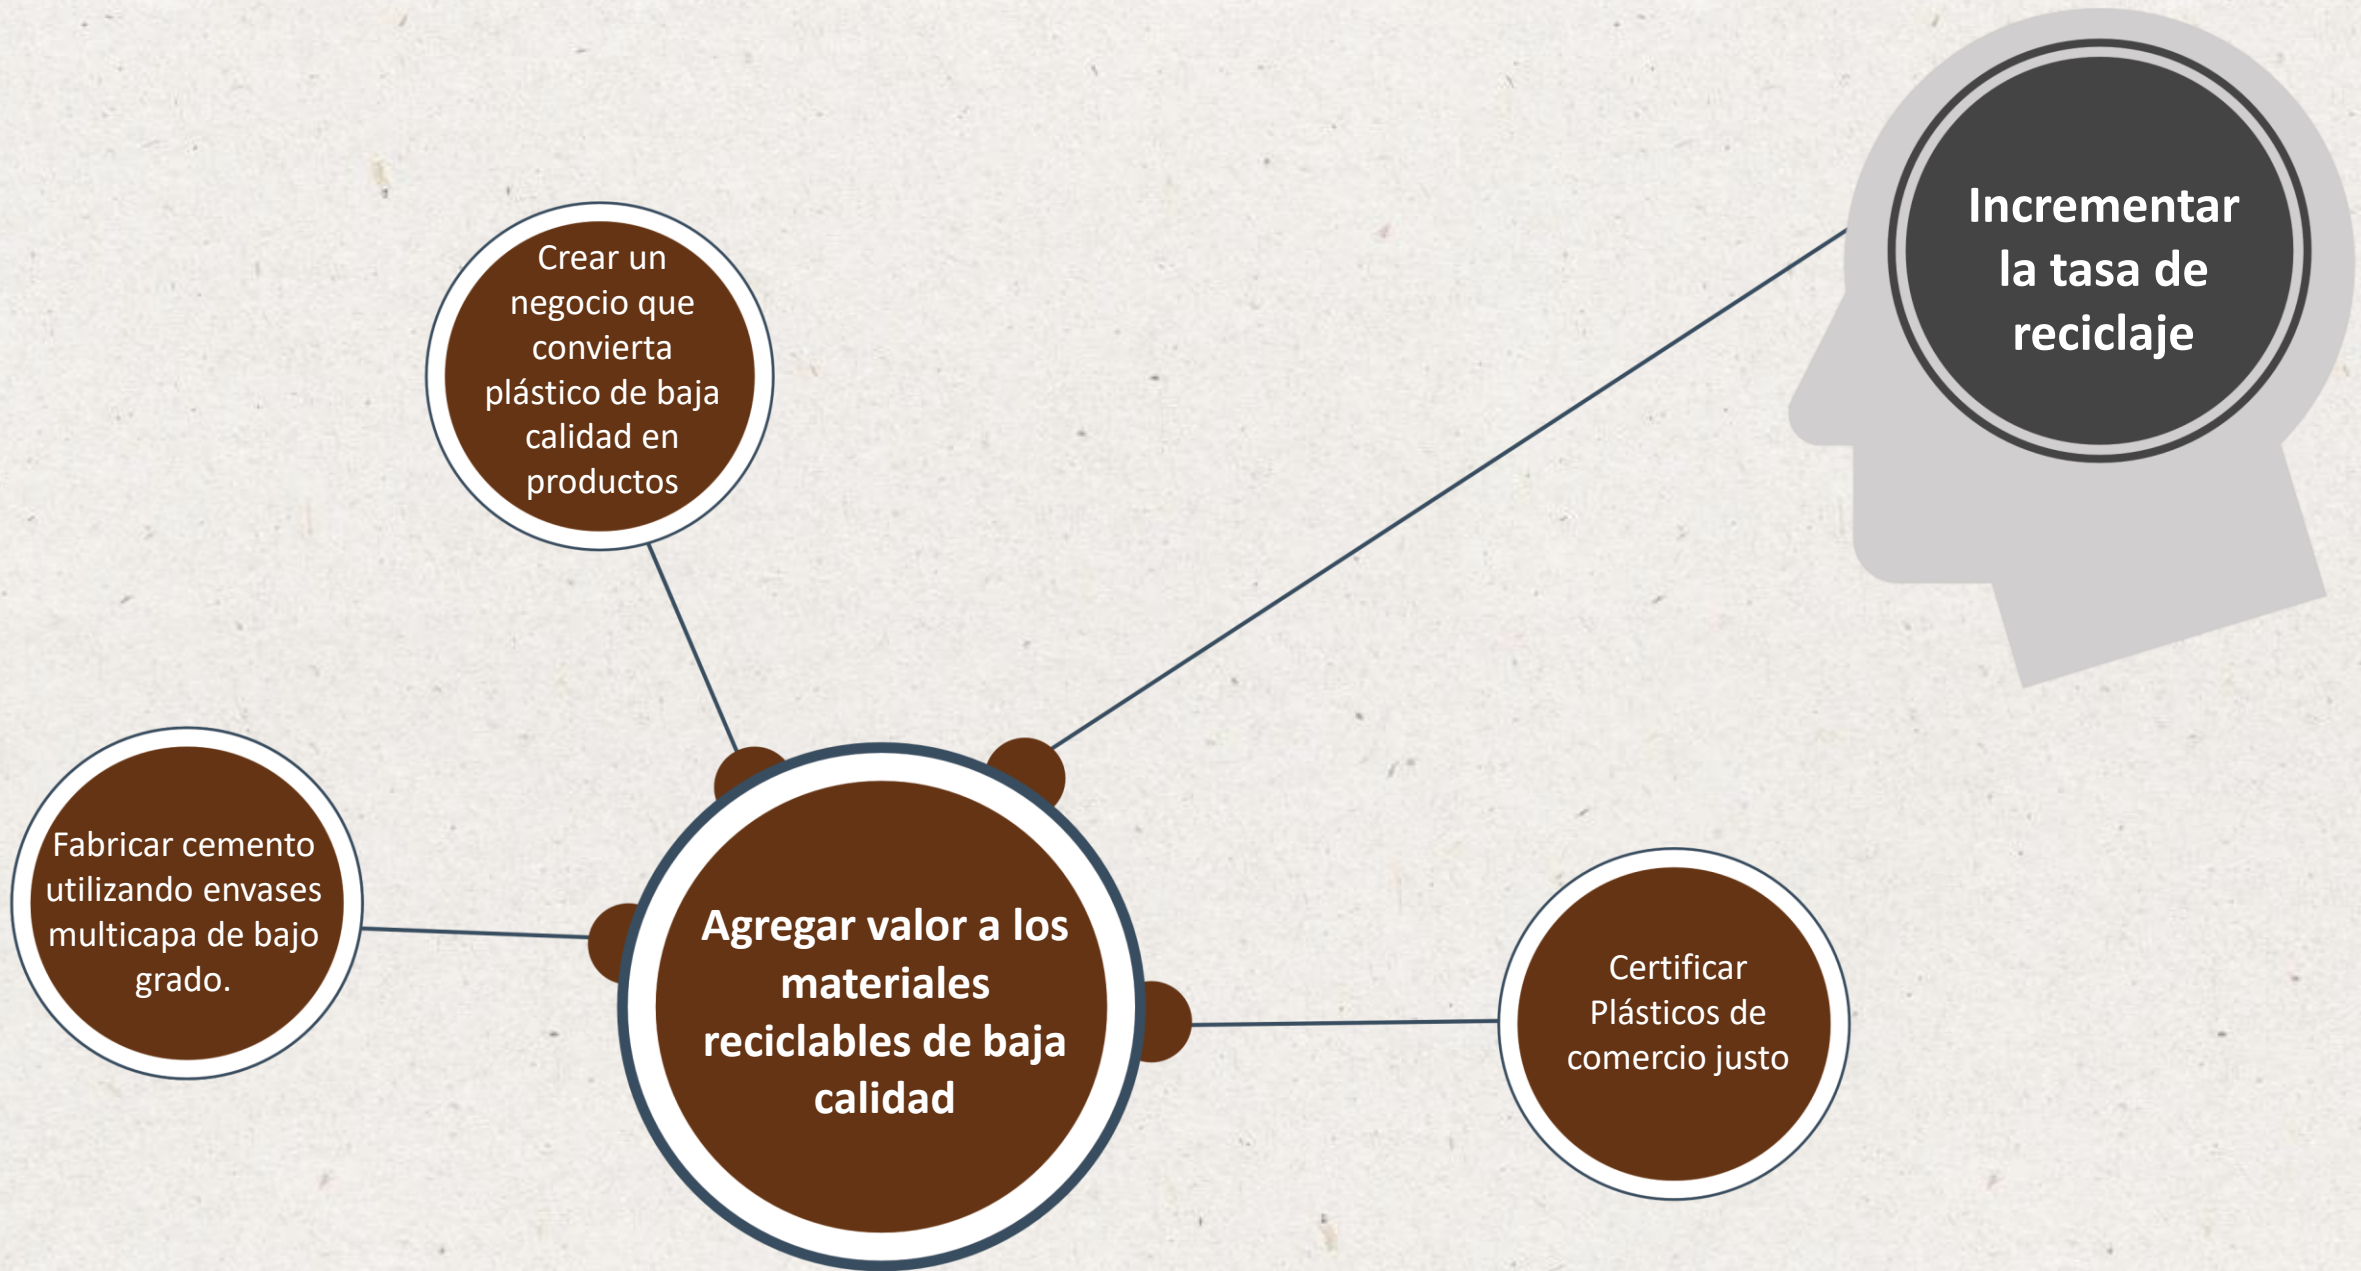 Incrementar
la tasa de
reciclaje
Crear un
negocio que
convierta
plástico de baja
calidad en
productos
Fabricar cemento
utilizando envases
multicapa de bajo
grado.
Agregar valor a los
materiales
reciclables de baja
calidad
Certificar
Plásticos de
comercio justo